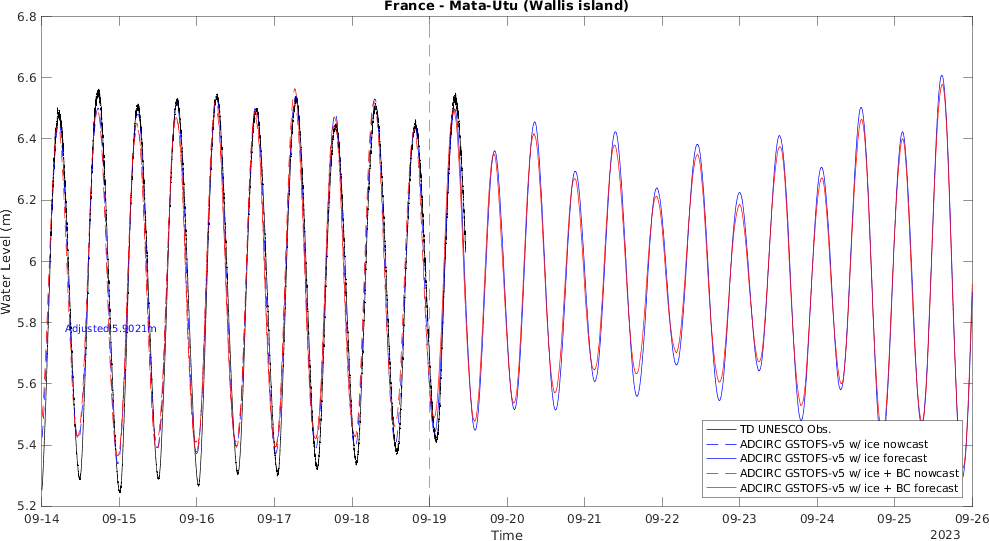 France - Mata-Utu (Wallis island)
6.8
6.6
6.4
6.2
6
5.8
5.6
5.4
5.2
Water Level (m)
Adjusted 5.9021m
TD UNESCO Obs.
ADCIRC GSTOFS-v5 w/ ice nowcast
ADCIRC GSTOFS-v5 w/ ice forecast
ADCIRC GSTOFS-v5 w/ ice + BC nowcast
ADCIRC GSTOFS-v5 w/ ice + BC forecast
09-14 09-15 09-16 09-17 09-18 09-19 09-20 09-21 09-22 09-23 09-24 09-25 09-26
Time
2023